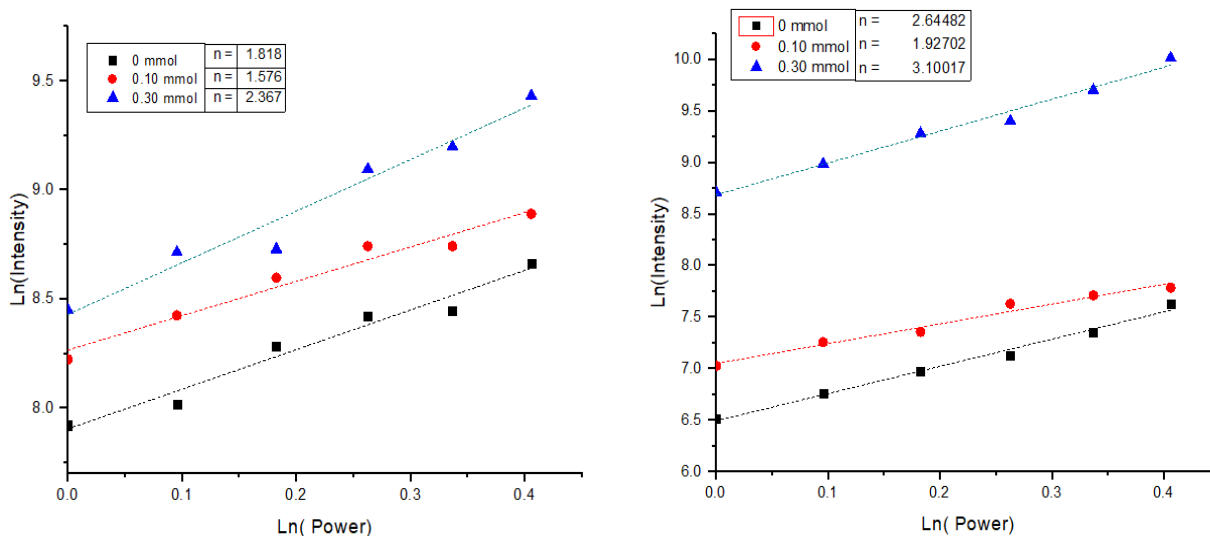 0 mmol n = 1.818
0.10 mmol n = 1.576
0.30 mmol n = 2.367
9.5
9.0
8.5
8.0
Ln(Intensity)
0.0 0.1 0.2 0.3 0.4
Ln( Power)
0 mmol n = 2.64482
0.10 mmol n = 1.92702
0.30 mmol n = 3.10017
10.0
9.5
9.0
8.5
8.0
7.5
7.0
6.5
6.0
Ln(Intensity)
0.0 0.1 0.2 0.3 0.4
Ln( Power)